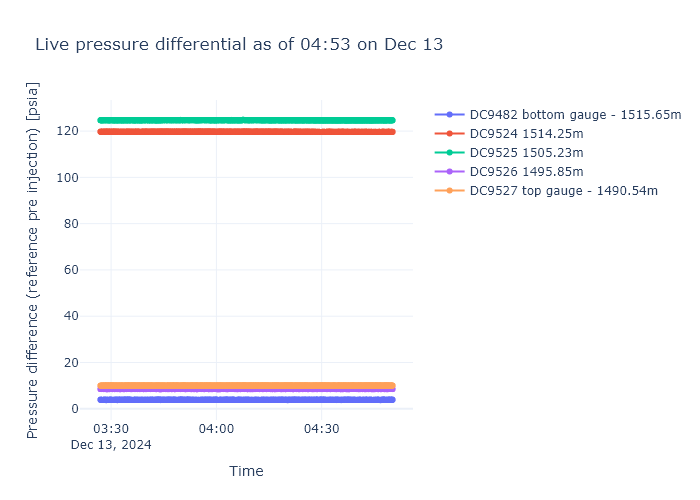 Live pressure differential as of 04:53 on Dec 13
Pressure difference (reference pre injection) [psia]
120
100
80
60
40
20
0
03:30
Dec 13, 2024
04:00
04:30
Time
DC9482 bottom gauge - 1515.65m
DC9524 1514.25m
DC9525 1505.23m
DC9526 1495.85m
DC9527 top gauge - 1490.54m